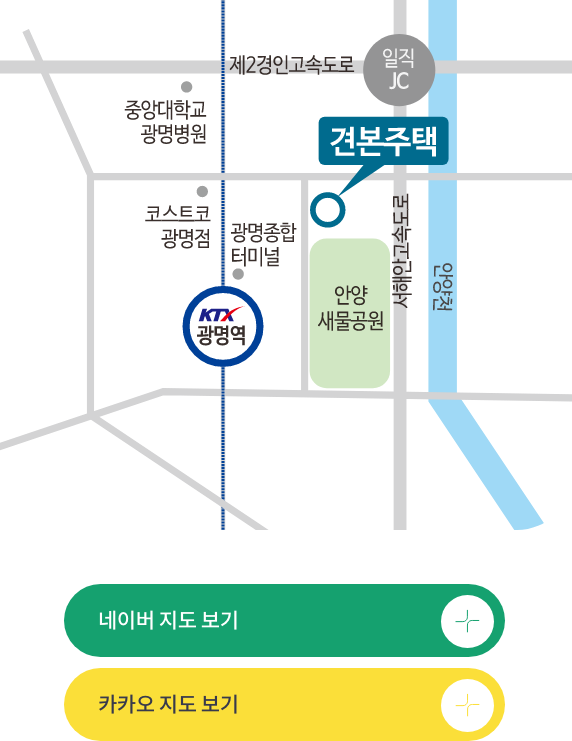 제2경인고속도로
일직
JC
중앙대학교
광명병원
견본주택
코스트코
광명점
광명종합
터미널
서해안고속도로
안양천
안양
새물공원
KTX
광명역
네이버 지도 보기
카카오 지도 보기